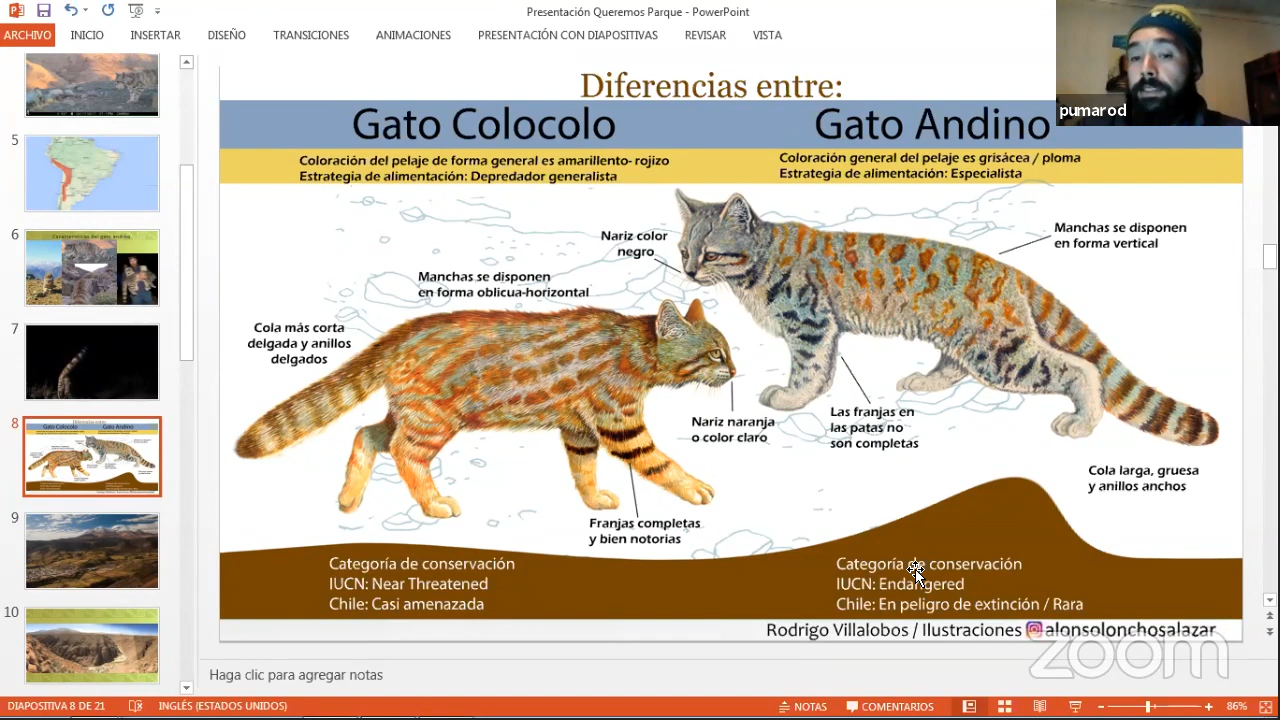 Presentación Queremos Parque - PowerPoint
ARCHIVO
INICIO
INSERTAR
DISEÑO
TRANSICIONES
ANIMACIONES
PRESENTACIÓN CON DIAPOSITIVAS
REVISAR
VISTA
pumarod
5
6
7
8
9
10
Diferencias entre:
Gato Colocolo
Gato Andino
Coloración del pelaje de forma general es amarillento- rojizo
Estrategia de alimentación: Depredador generalista
Coloración general del pelaje es grisácea / ploma
Estrategia de alimentación: Especialista
Nariz color
negro
Manchas se disponen
en forma vertical
Manchas se disponen
en forma oblicua-horizontal
Cola más corta
delgada y anillos
delgados
Nariz naranja
o color claro
Las franjas en
las patas no
son completas
Cola larga, gruesa
y anillos anchos
Franjas completas
y bien notorias
Categoría de conservación
IUCN: Near Threatened
Chile: Casi amenazada
Categoría de conservación
IUCN: Endangered
Chile: En peligro de extinción / Rara
Rodrigo Villalobos / Ilustraciones alonsolonchosalazar
zoom
Haga clic para agregar notas
DIAPOSITIVA 8 DE 21
INGLÉS (ESTADOS UNIDOS)
NOTAS
COMENTARIOS
86%